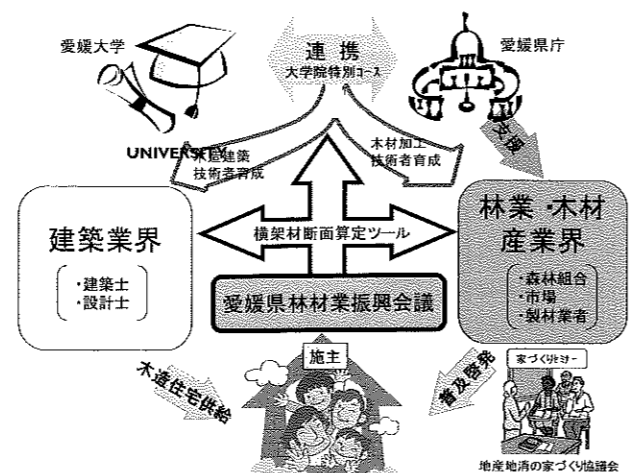 愛媛大学
連携
大学院特別コース
愛媛県庁
支援
UNIVERSITY
木造建築
技術者育成
木材加工
技術者育成
建築業界
・建築士
・設計士
横架材断面算定ツール
林業・木材
産業界
・森林組合
・市場
・製材業者
愛媛県林材業振興会議
施主
木造住宅供給
普及啓発
家づくりセミナー
地産地消の家づくり協議会